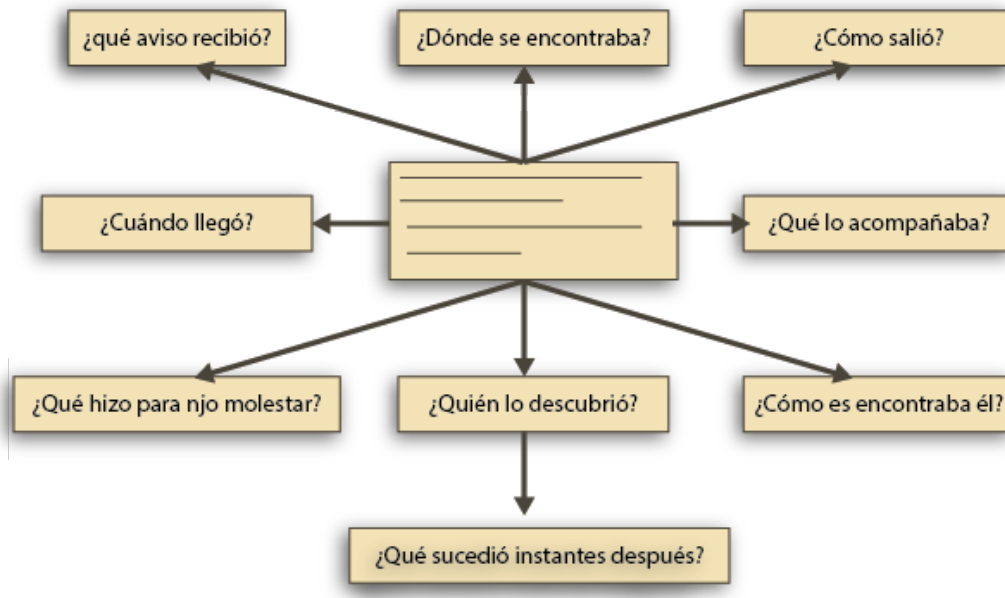 ¿qué aviso recibió?
¿Dónde se encontraba?
¿Cómo salió?
¿Cuándo llegó?
¿Qué lo acompañaba?
¿Qué hizo para njo molestar?
¿Quién lo descubrió?
¿Cómo es encontraba él?
¿Qué sucedió instantes después?